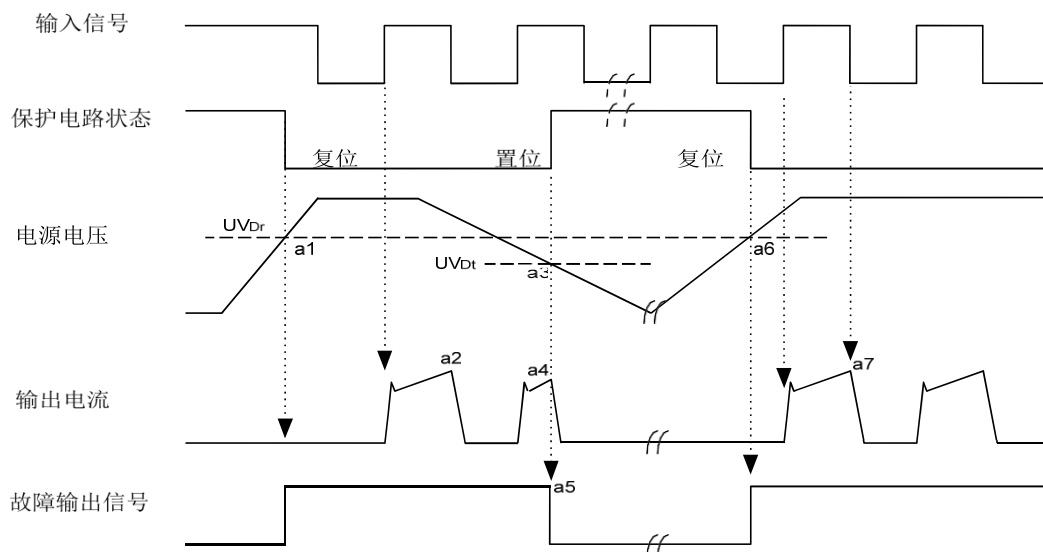 输入信号
保护电路状态
复位 置位 复位
电源电压
UVDr
a1
a6
UVDt
a3
a2
a4
a7
输出电流
a5
故障输出信号